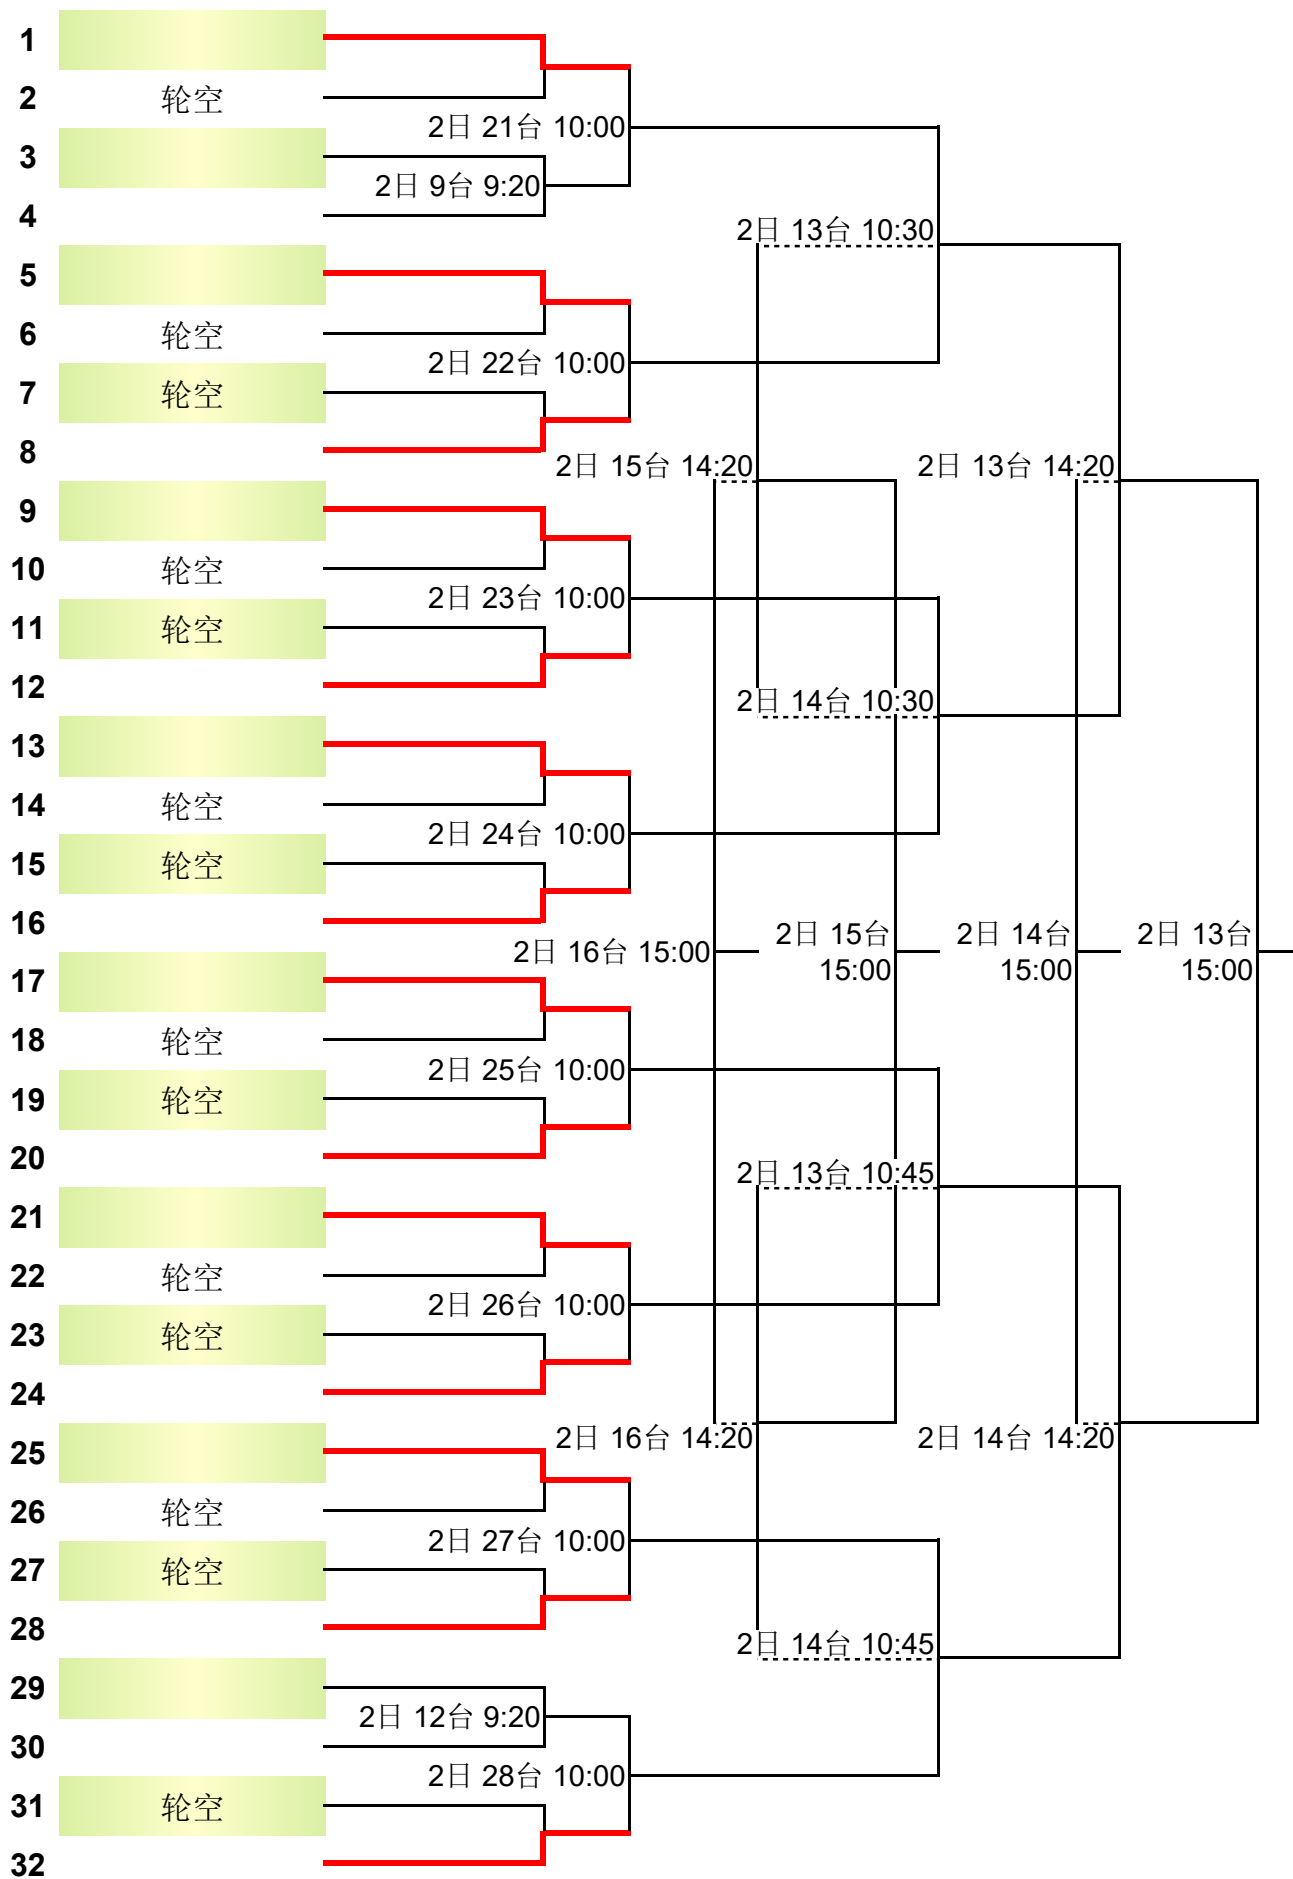 1
2 轮空
2日 21台 10:00
3
2日 9台 9:20
4
2日 13台 10:30
5
6 轮空
2日 22台 10:00
7 轮空
8
2日 15台 14:20
2日 13台 14:20
9
10 轮空
2日 23台 10:00
11 轮空
12
2日 14台 10:30
13
14 轮空
2日 24台 10:00
15 轮空
16
2日 16台 15:00
2日 15台
15:00
2日 14台
15:00
2日 13台
15:00
17
18 轮空
2日 25台 10:00
19 轮空
20
2日 13台 10:45
21
22 轮空
2日 26台 10:00
23 轮空
24
2日 16台 14:20
2日 14台 14:20
25
26 轮空
2日 27台 10:00
27 轮空
28
2日 14台 10:45
29
2日 12台 9:20
30
2日 28台 10:00
31 轮空
32